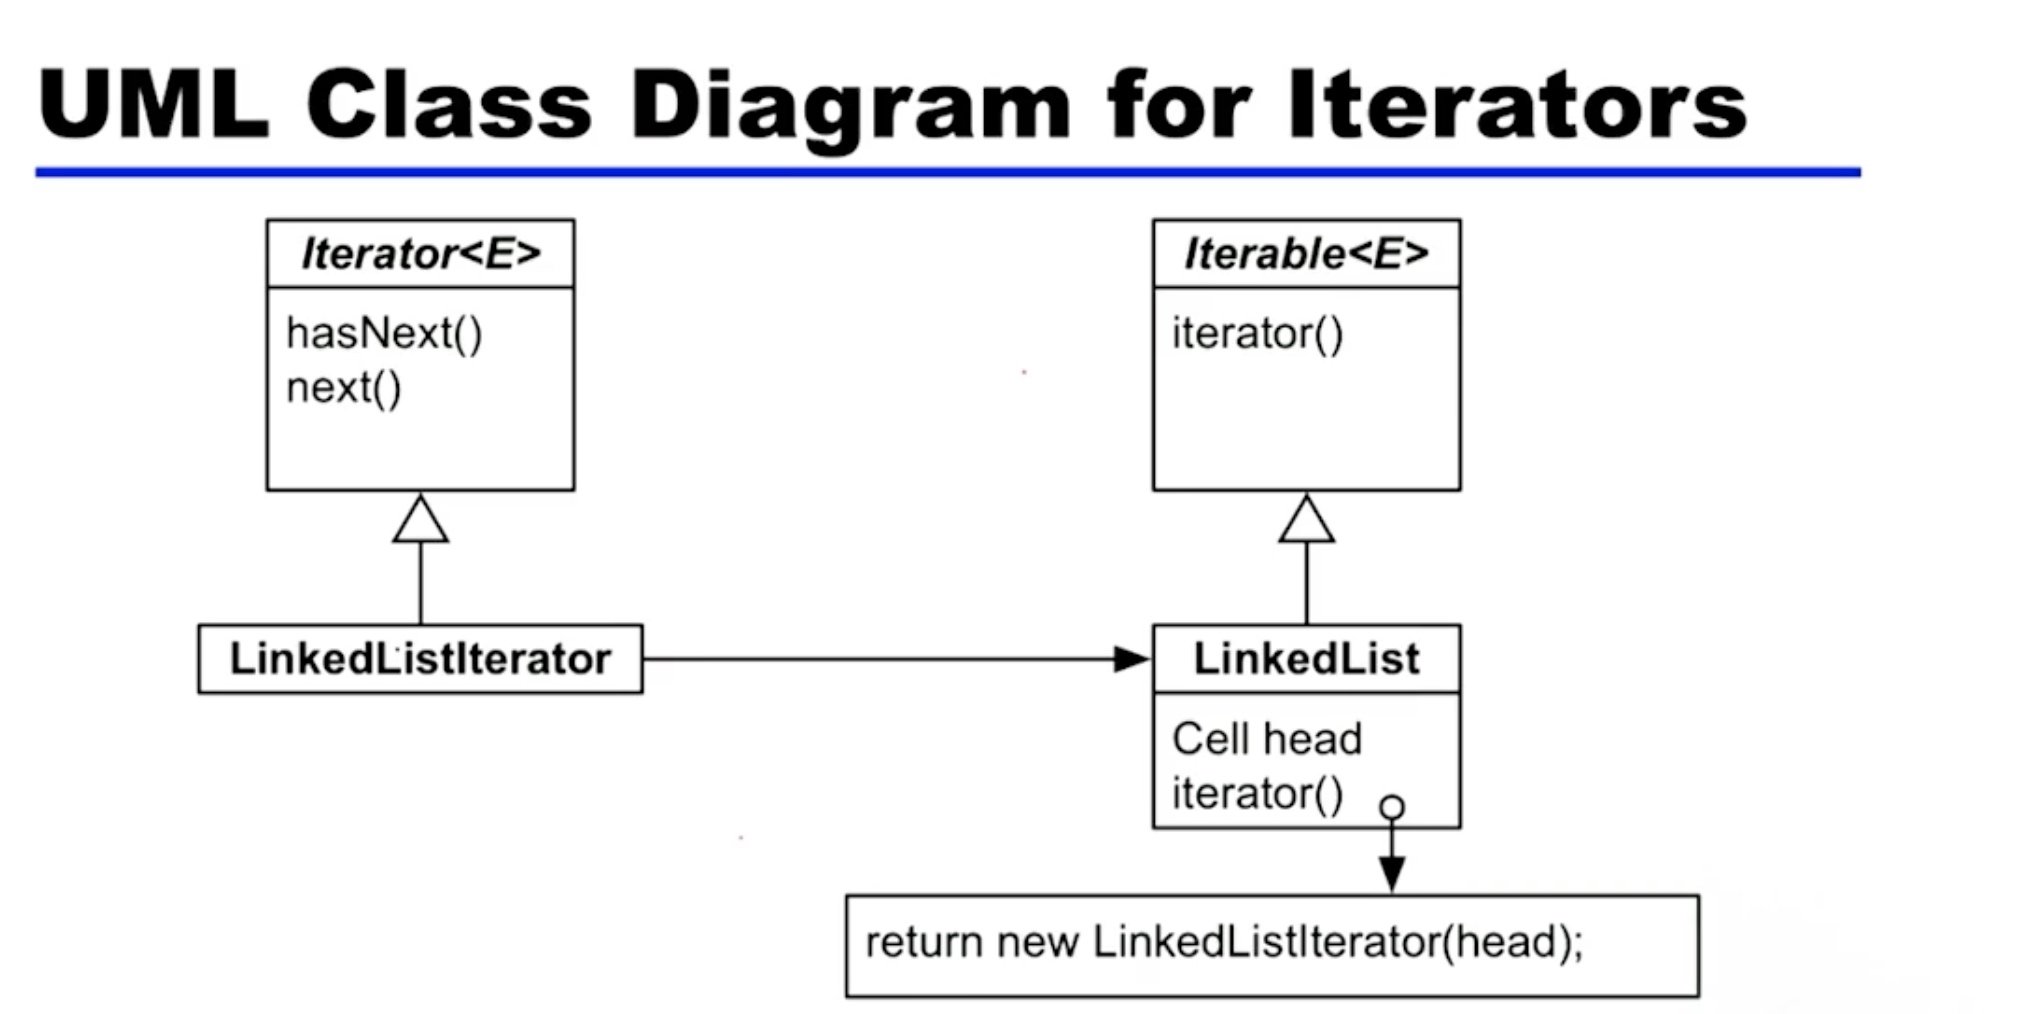 UML Class Diagram for Iterators
Iterator<E>
hasNext()
next()
Iterable<E>
iterator()
LinkedListIterator
LinkedList
Cell head
iterator()
return new LinkedListIterator(head);